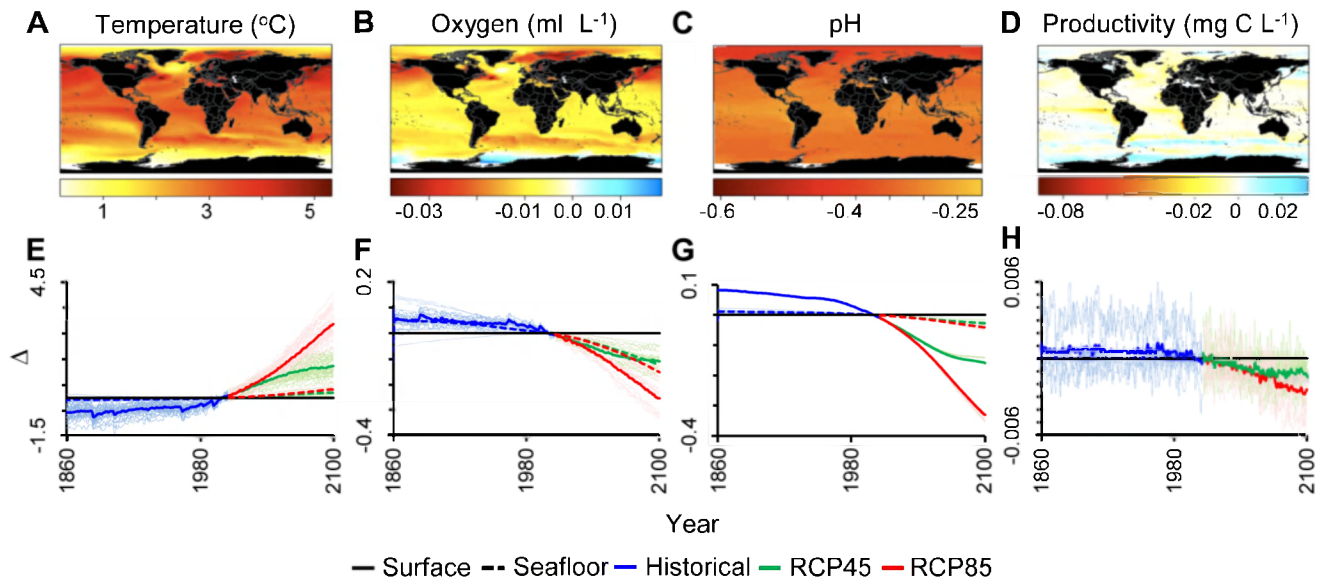 A Temperature (ºC)
B Oxygen (ml L-1)
C pH
D Productivity (mg C L-1)
1 3 5
-0.03 -0.01 0.0 0.01
-0.6 -0.4 -0.25
-0.08 -0.02 0 0.02
E F G H
4.5 0.2 0.1 0.006
Δ
-1.5 -0.4 -0.4 -0.006
1860 1980 2100
1860 1980 2100
1860 1980 2100
1860 1980 2100
Year
Surface Seafloor Historical RCP45 RCP85